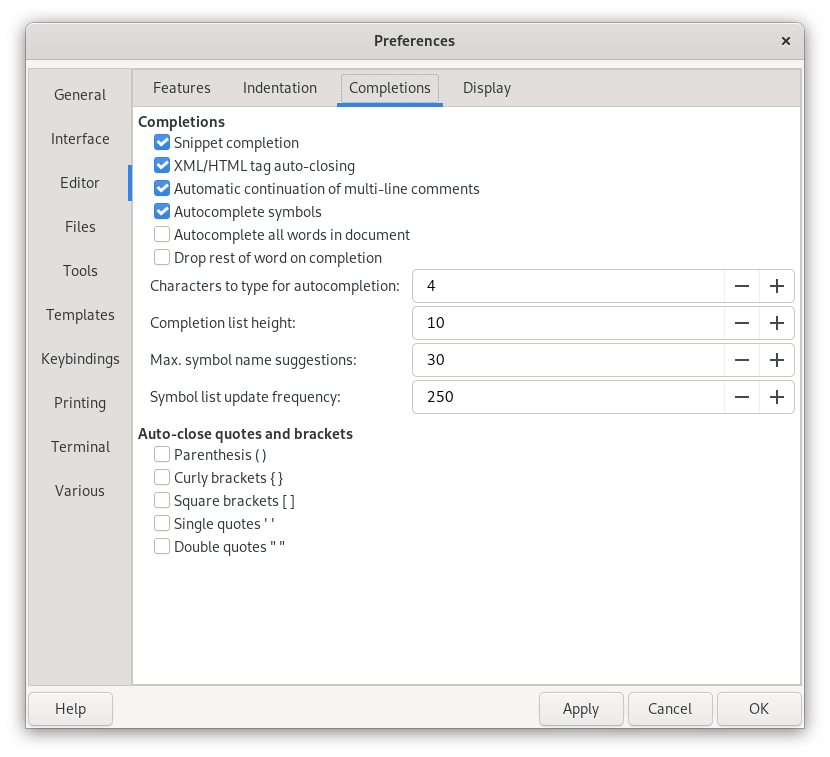 Preferences
General
Interface
Editor
Files
Tools
Templates
Keybindings
Printing
Terminal
Various
Features Indentation Completions Display
Completions
Snippet completion
XML/HTML tag auto-closing
Automatic continuation of multi-line comments
Autocomplete symbols
Autocomplete all words in document
Drop rest of word on completion
Characters to type for autocompletion: 4
Completion list height: 10
Max. symbol name suggestions: 30
Symbol list update frequency: 250
Auto-close quotes and brackets
Parenthesis ( )
Curly brackets { }
Square brackets [ ]
Single quotes ' '
Double quotes " "
Help Apply Cancel OK